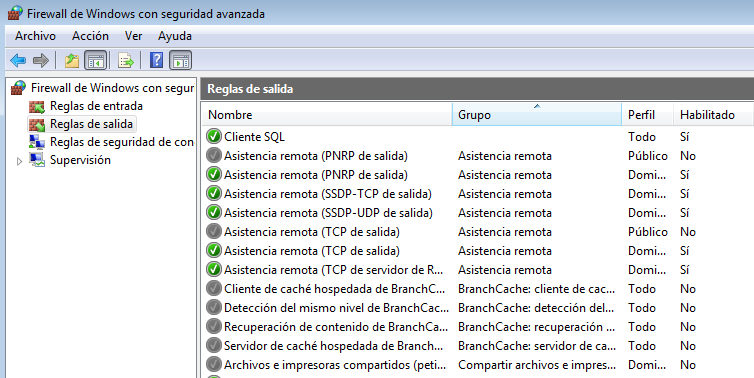 Firewall de Windows con seguridad avanzada
Archivo Acción Ver Ayuda
Firewall de Windows con segur
Reglas de entrada
Reglas de salida
Reglas de seguridad de con
Supervisión
Reglas de salida
Nombre Grupo Perfil Habilitado
Cliente SQL Todo Sí
Asistencia remota (PNRP de salida) Asistencia remota Público No
Asistencia remota (PNRP de salida) Asistencia remota Domi... Sí
Asistencia remota (SSDP-TCP de salida) Asistencia remota Domi... Sí
Asistencia remota (SSDP-UDP de salida) Asistencia remota Domi... Sí
Asistencia remota (TCP de salida) Asistencia remota Público No
Asistencia remota (TCP de salida) Asistencia remota Domi... Sí
Asistencia remota (TCP de servidor de R... Asistencia remota Domi... Sí
Cliente de caché hospedada de BranchC... BranchCache: cliente de cac... Todo No
Detección del mismo nivel de BranchCac... BranchCache: detección del... Todo No
Recuperación de contenido de BranchCa... BranchCache: recuperación ... Todo No
Servidor de caché hospedada de Branch... BranchCache: servidor de ca... Todo No
Archivos e impresoras compartidos (peti... Compartir archivos e impres... Domi... No